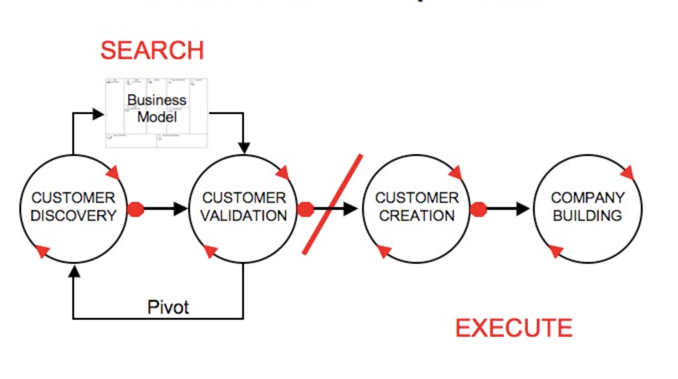 SEARCH
Business
Model
CUSTOMER
DISCOVERY
CUSTOMER
VALIDATION
CUSTOMER
CREATION
COMPANY
BUILDING
Pivot
EXECUTE